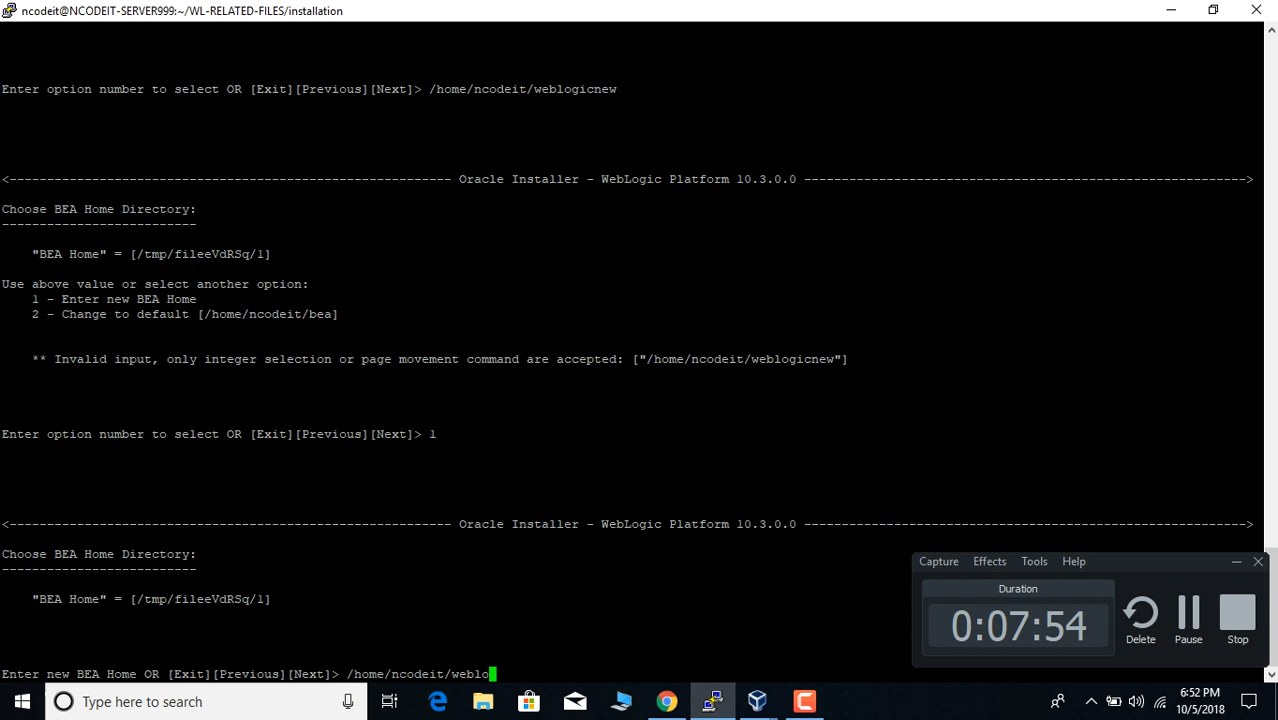 ncodeit@NCODEIT-SERVER999:~/WL-RELATED-FILES/installation
Enter option number to select OR [Exit][Previous][Next]> /home/ncodeit/weblogicnew
<------------------------------------------------------------ Oracle Installer - WebLogic Platform 10.3.0.0 ----------------------------------------------------------->
Choose BEA Home Directory:
--------------------------
"BEA Home" = [/tmp/fileeVdRSq/1]
Use above value or select another option:
1 - Enter new BEA Home
2 - Change to default [/home/ncodeit/bea]
** Invalid input, only integer selection or page movement command are accepted: ["/home/ncodeit/weblogicnew"]
Enter option number to select OR [Exit][Previous][Next]> 1
<------------------------------------------------------------ Oracle Installer - WebLogic Platform 10.3.0.0 ----------------------------------------------------------->
Choose BEA Home Directory:
--------------------------
"BEA Home" = [/tmp/fileeVdRSq/1]
Enter new BEA Home OR [Exit][Previous][Next]> /home/ncodeit/weblo
Capture Effects Tools Help
Duration
0:07:54
Delete Pause Stop
Type here to search
6:52 PM
10/5/2018